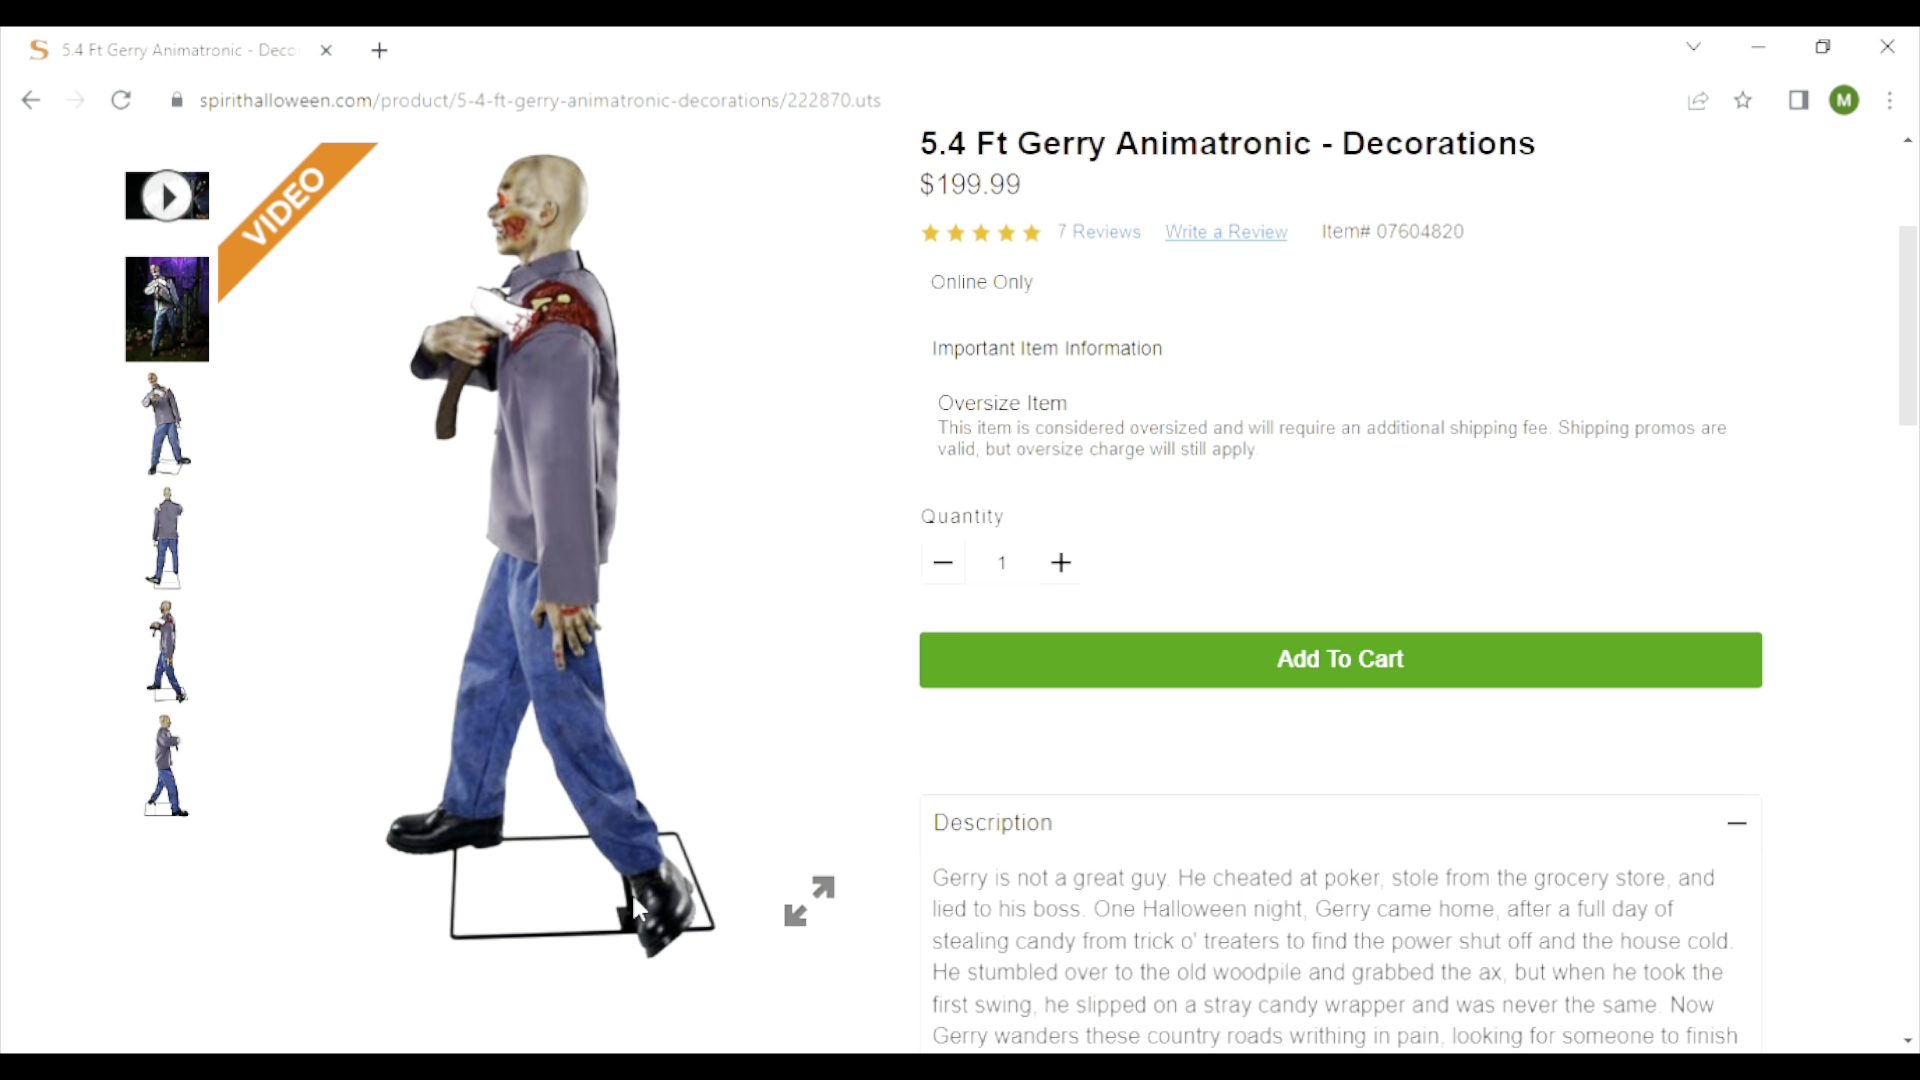 S 5.4 Ft Gerry Animatronic - Deco
spirithalloween.com/product/5-4-ft-gerry-animatronic-decorations/222870.uts
M
VIDEO
5.4 Ft Gerry Animatronic - Decorations
$199.99
7 Reviews Write a Review Item# 07604820
Online Only
Important Item Information
Oversize Item
This item is considered oversized and will require an additional shipping fee. Shipping promos are
valid, but oversize charge will still apply.
Quantity
1
Add To Cart
Description
Gerry is not a great guy. He cheated at poker, stole from the grocery store, and
lied to his boss. One Halloween night, Gerry came home, after a full day of
stealing candy from trick o' treaters to find the power shut off and the house cold.
He stumbled over to the old woodpile and grabbed the ax, but when he took the
first swing, he slipped on a stray candy wrapper and was never the same. Now
Gerry wanders these country roads writhing in pain, looking for someone to finish